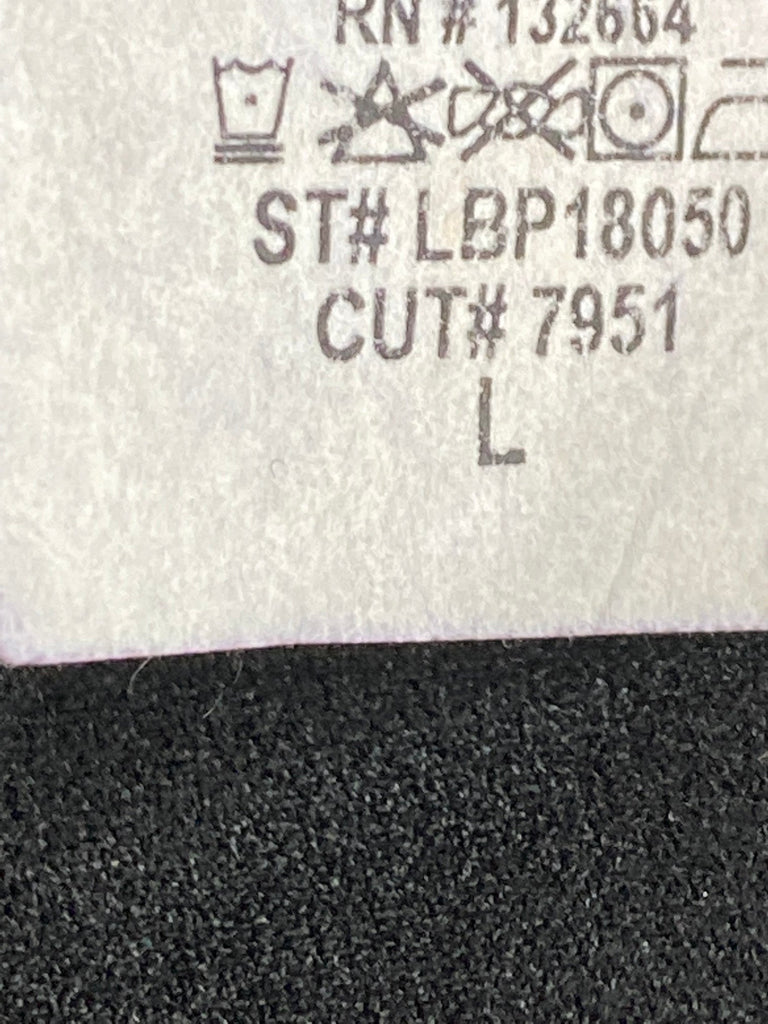 RN # 132664
ST# LBP18050
CUT# 7951
L